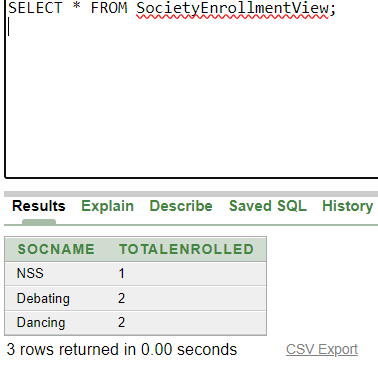 SELECT * FROM SocietyEnrollmentView;
Results Explain Describe Saved SQL History
SOCNAME TOTALENROLLED
NSS 1
Debating 2
Dancing 2
3 rows returned in 0.00 seconds CSV Export